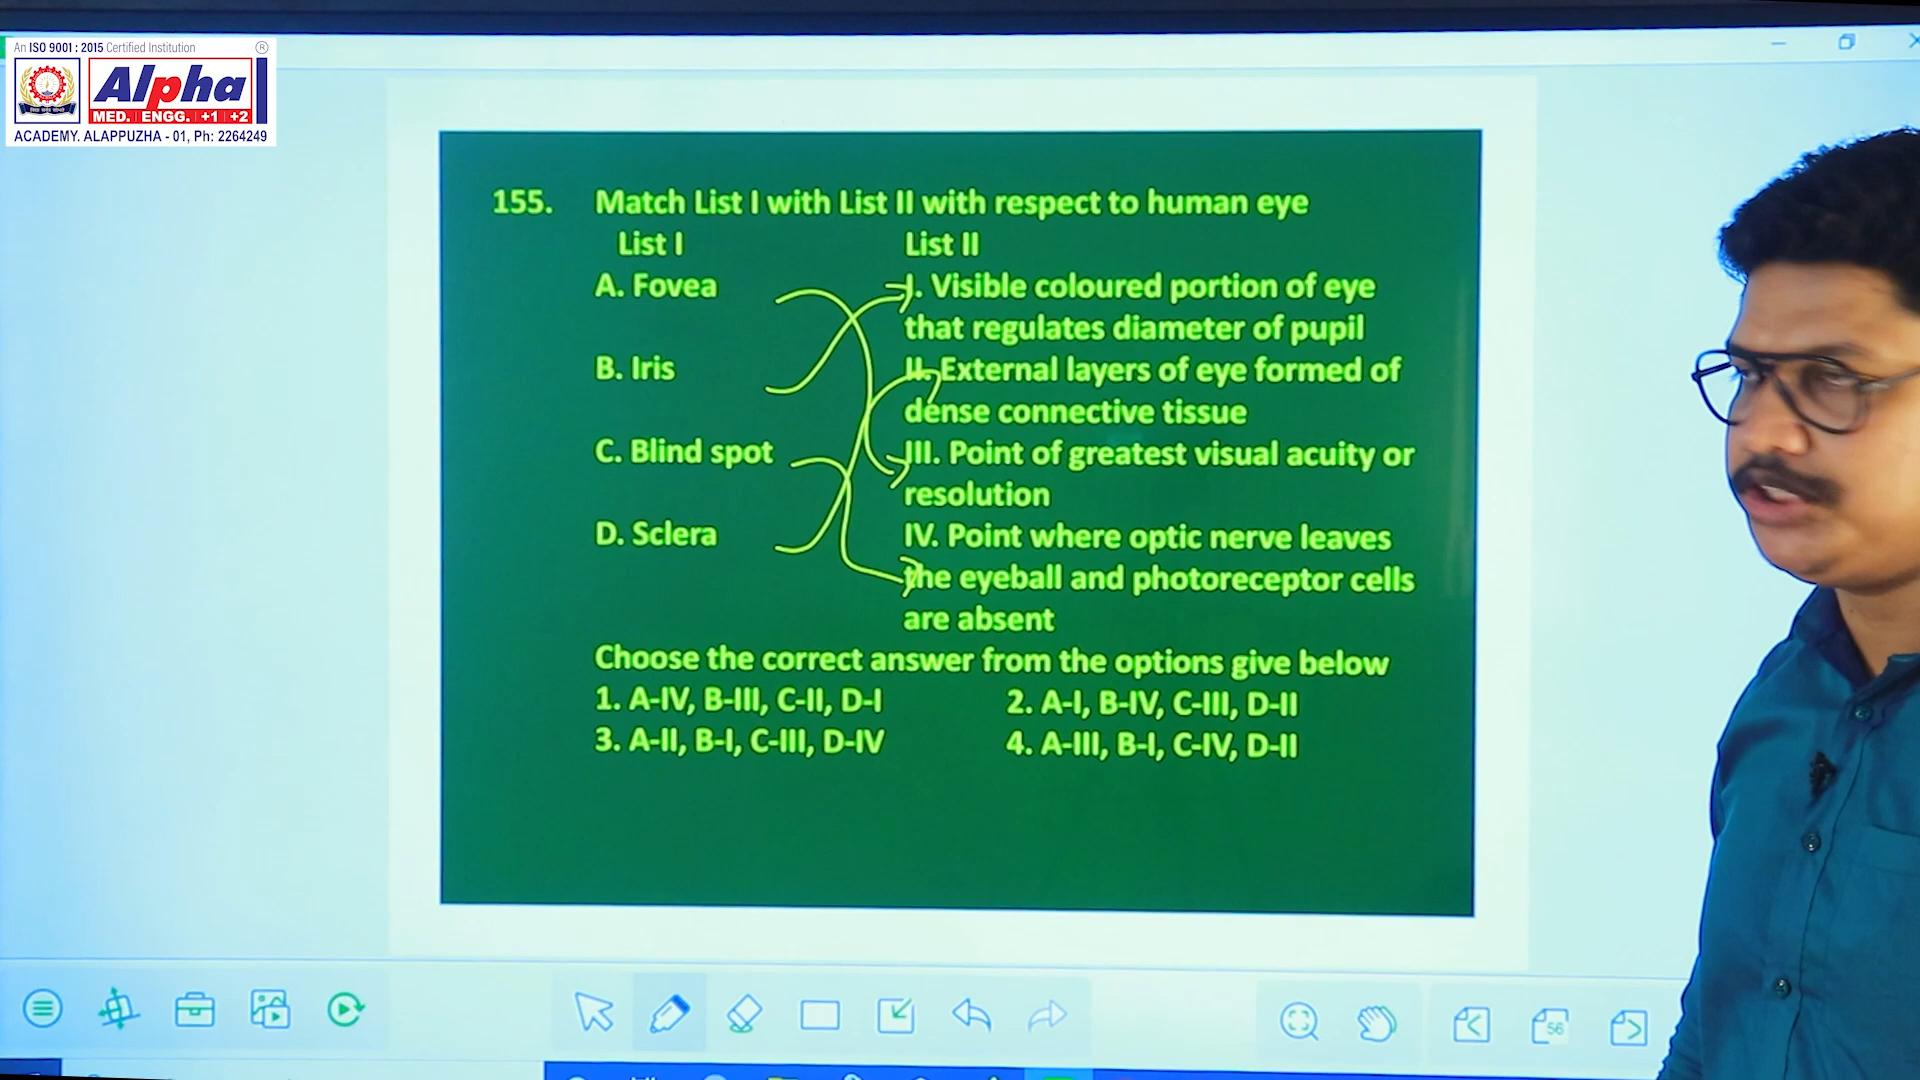 An ISO 9001 : 2015 Certified Institution ®
Alpha
MED. ENGG. +1 +2
ACADEMY. ALAPPUZHA - 01, Ph: 2264249
155. Match List I with List II with respect to human eye
List I List II
A. Fovea I. Visible coloured portion of eye
that regulates diameter of pupil
B. Iris II. External layers of eye formed of
dense connective tissue
C. Blind spot III. Point of greatest visual acuity or
resolution
D. Sclera IV. Point where optic nerve leaves
the eyeball and photoreceptor cells
are absent
Choose the correct answer from the options give below
1. A-IV, B-III, C-II, D-I 2. A-I, B-IV, C-III, D-II
3. A-II, B-I, C-III, D-IV 4. A-III, B-I, C-IV, D-II
56